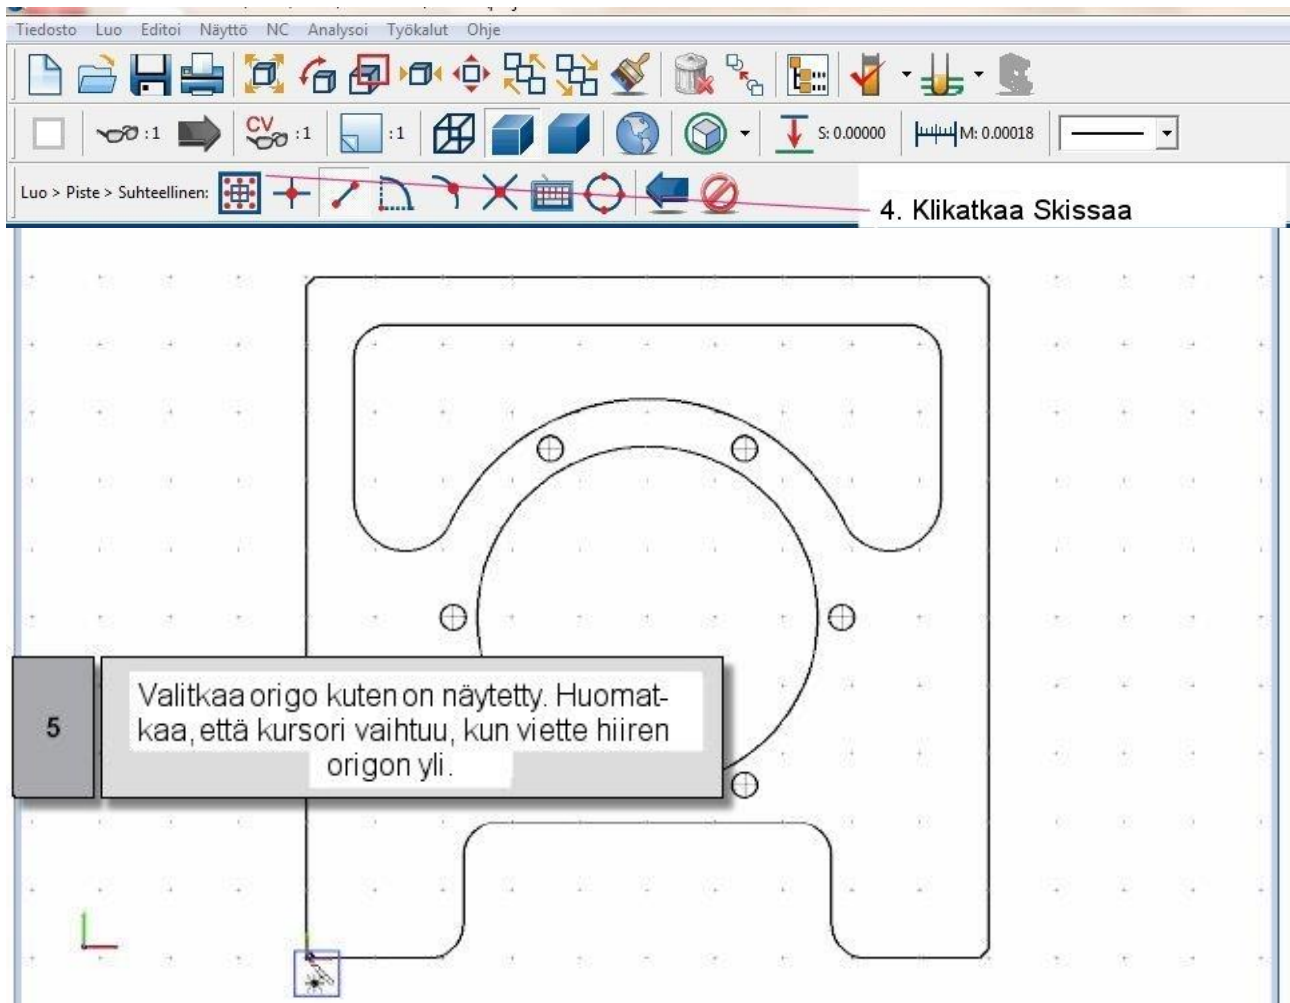 Tiedosto Luo Editoi Näyttö NC Analysoi Työkalut Ohje
:1 CV :1 :1 S: 0.00000 M: 0.00018
Luo > Piste > Suhteellinen:
4. Klikatkaa Skissaa
5
Valitkaa origo kuten on näytetty. Huomat-
kaa, että kursori vaihtuu, kun viette hiiren
origon yli.